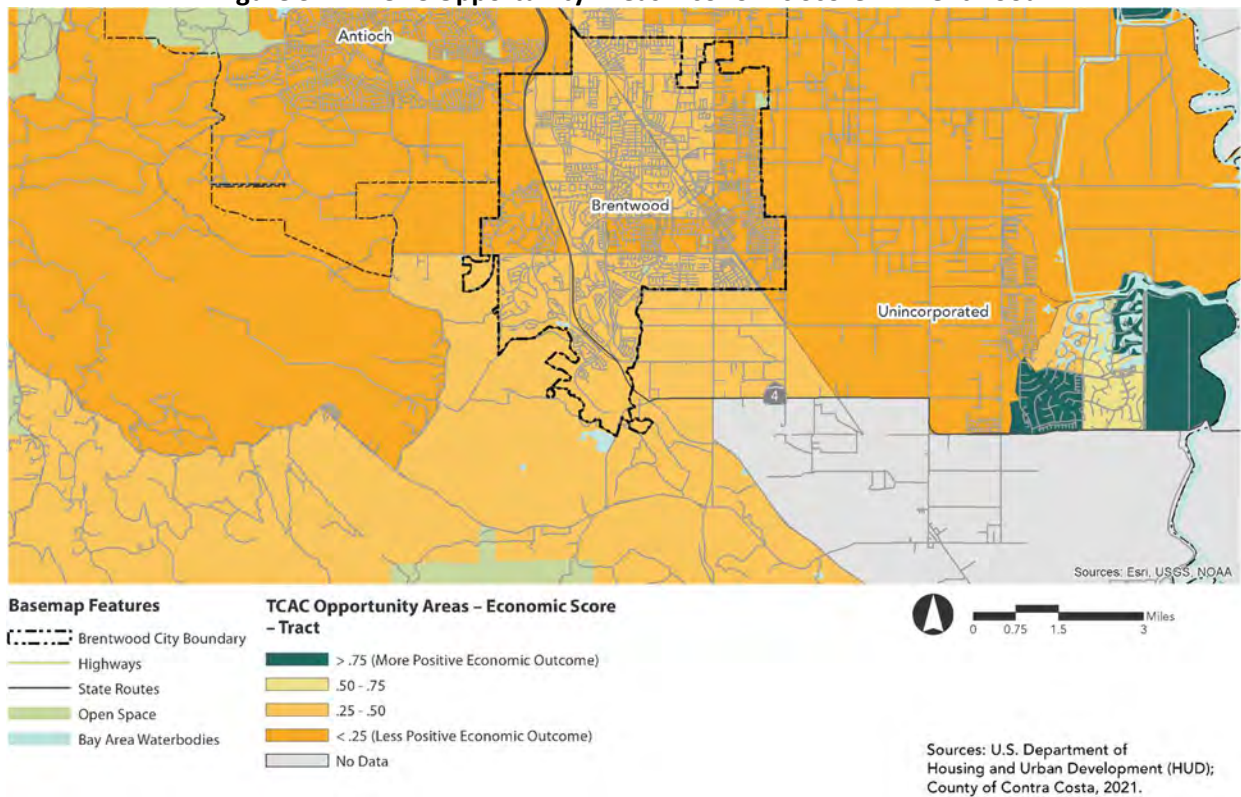 Antioch
Brentwood
Unincorporated
4
Sources: Esri, USGS, NOAA
Basemap Features
Brentwood City Boundary
Highways
State Routes
Open Space
Bay Area Waterbodies
TCAC Opportunity Areas – Economic Score
– Tract
> .75 (More Positive Economic Outcome)
.50 - .75
.25 - .50
< .25 (Less Positive Economic Outcome)
No Data
Miles
0 0.75 1.5 3
Sources: U.S. Department of
Housing and Urban Development (HUD);
County of Contra Costa, 2021.